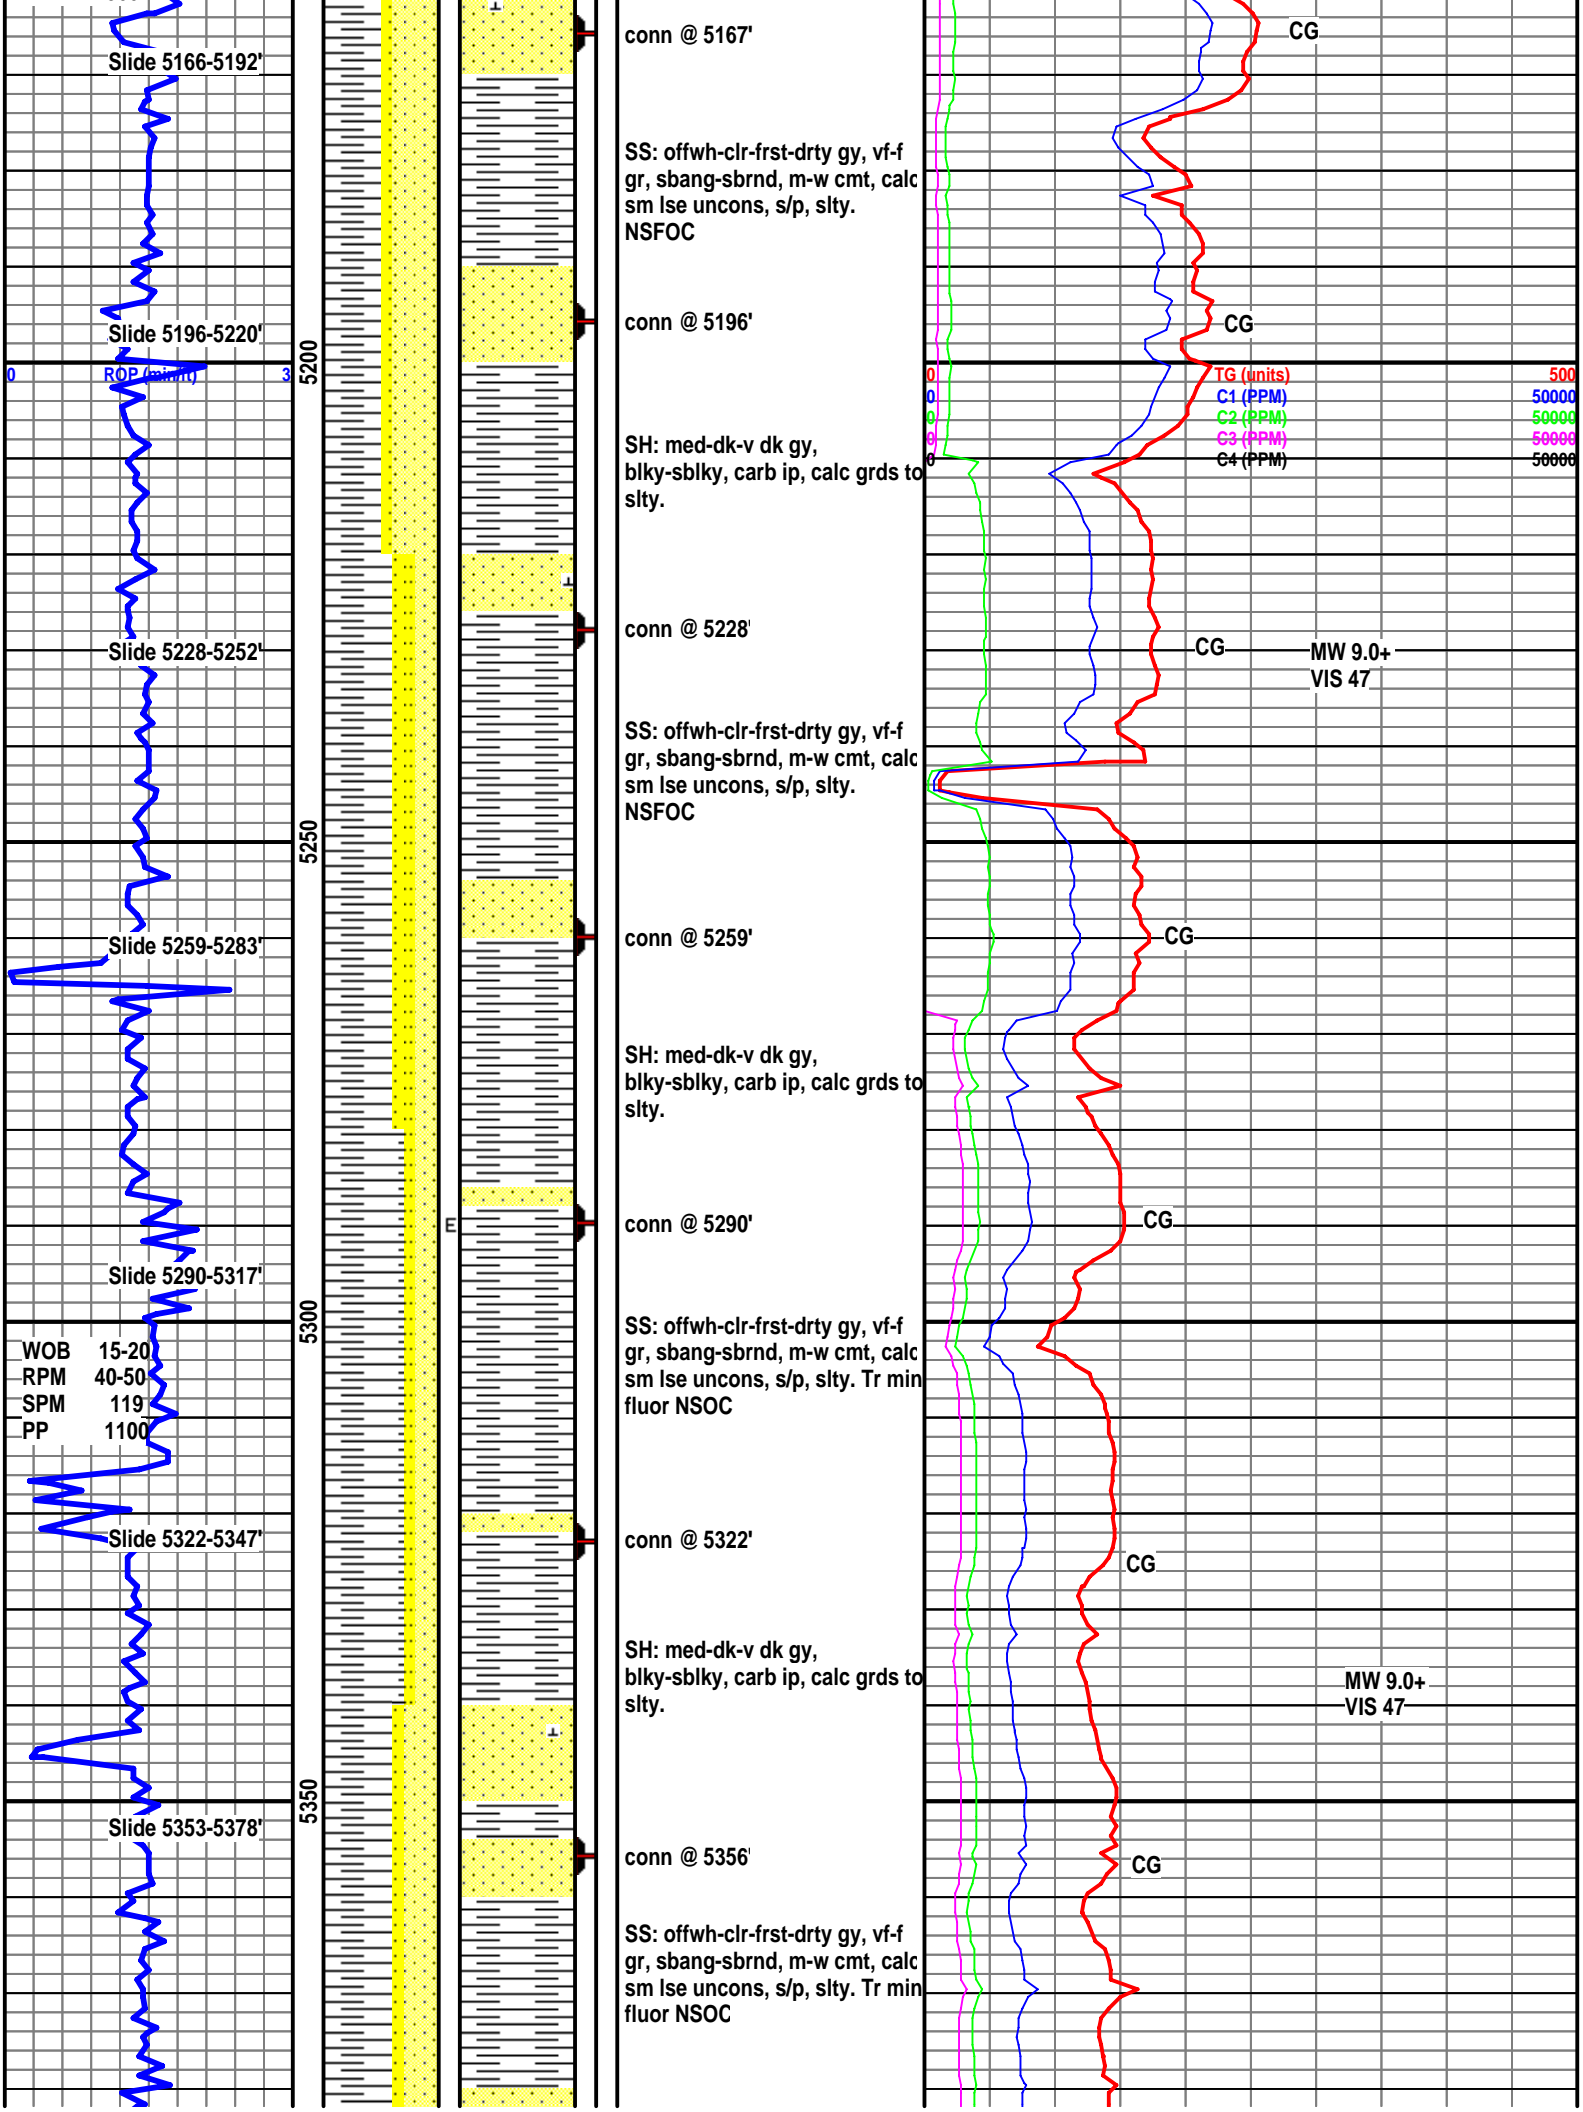 conn @ 5167'
CG
Slide 5166-5192'
SS: offwh-clr-frst-drty gy, vf-f
gr, sbang-sbrnd, m-w cmt, calc
sm lse uncons, s/p, slty.
NSFOC
conn @ 5196'
CG
Slide 5196-5220'
5200
0 ROP (min/ft) 3
0 TG (units) 500
0 C1 (PPM) 50000
0 C2 (PPM) 50000
0 C3 (PPM) 50000
0 C4 (PPM) 50000
SH: med-dk-v dk gy,
blky-sblky, carb ip, calc grds to
slty.
conn @ 5228'
Slide 5228-5252'
CG
MW 9.0+
VIS 47
SS: offwh-clr-frst-drty gy, vf-f
gr, sbang-sbrnd, m-w cmt, calc
sm lse uncons, s/p, slty.
NSFOC
5250
conn @ 5259'
CG
Slide 5259-5283'
SH: med-dk-v dk gy,
blky-sblky, carb ip, calc grds to
slty.
E
conn @ 5290'
CG
Slide 5290-5317'
5300
SS: offwh-clr-frst-drty gy, vf-f
gr, sbang-sbrnd, m-w cmt, calc
sm lse uncons, s/p, slty. Tr min
fluor NSOC
WOB 15-20
RPM 40-50
SPM 119
PP 1100
conn @ 5322'
Slide 5322-5347'
CG
SH: med-dk-v dk gy,
blky-sblky, carb ip, calc grds to
slty.
MW 9.0+
VIS 47
5350
Slide 5353-5378'
conn @ 5356'
CG
SS: offwh-clr-frst-drty gy, vf-f
gr, sbang-sbrnd, m-w cmt, calc
sm lse uncons, s/p, slty. Tr min
fluor NSOC